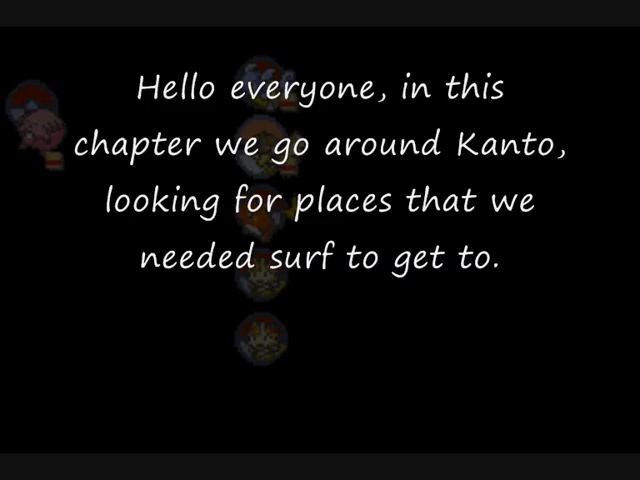 Hello everyone, in this
chapter we go around Kanto,
looking for places that we
needed surf to get to.